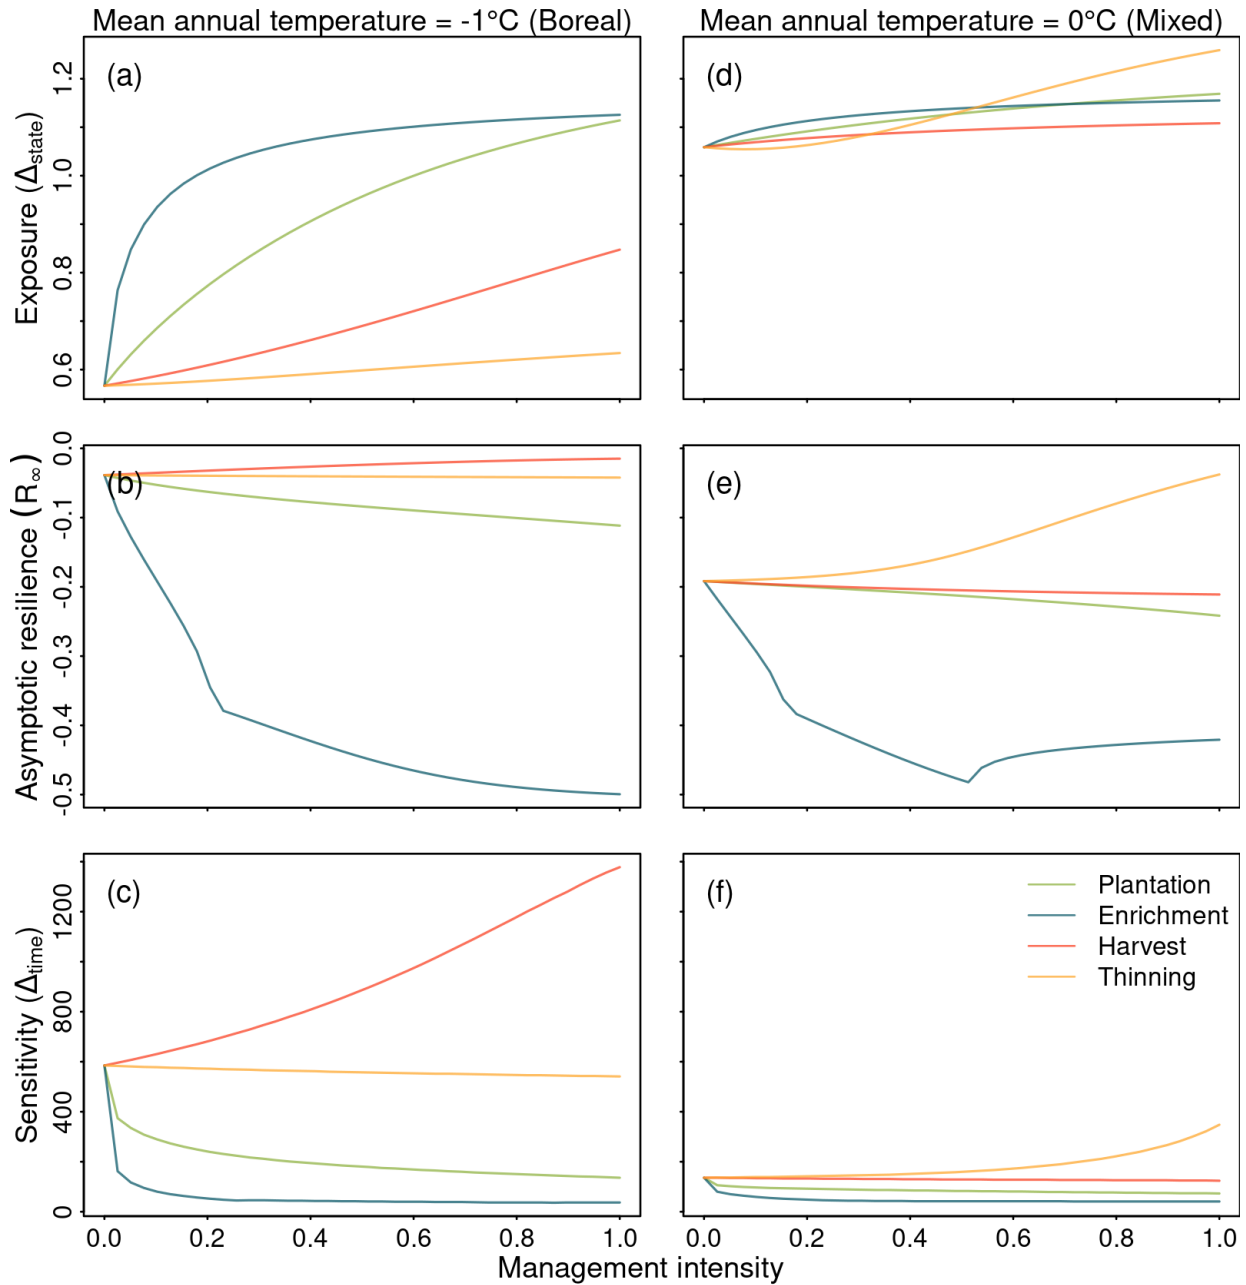 Mean annual temperature = -1°C (Boreal)
Mean annual temperature = 0°C (Mixed)
(a)
(d)
Exposure (Δstate)
1.2
1.0
0.8
0.6
(b)
(e)
Asymptotic resilience (R∞)
0.0
-0.1
-0.2
-0.3
-0.4
-0.5
(c)
(f)
Sensitivity (Δtime)
1200
800
400
0
Plantation
Enrichment
Harvest
Thinning
0.0 0.2 0.4 0.6 0.8 1.0
0.0 0.2 0.4 0.6 0.8 1.0
Management intensity